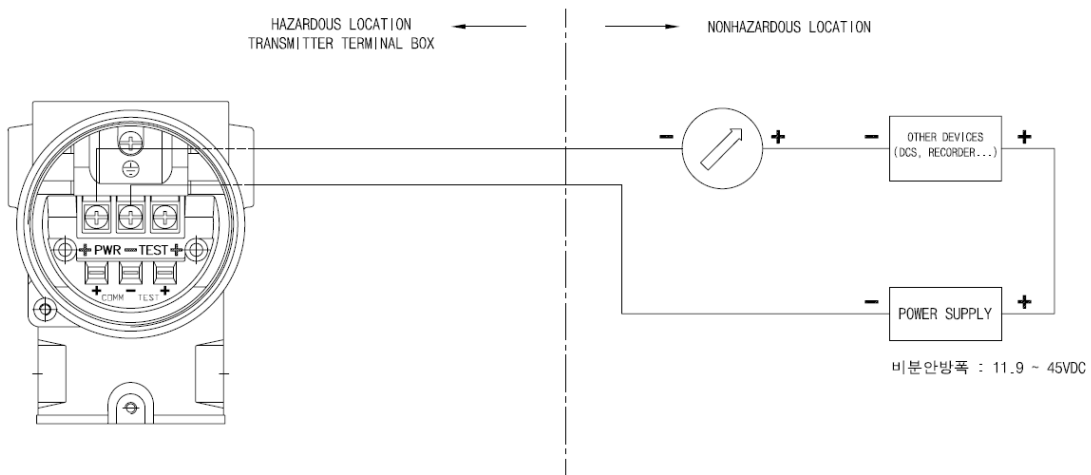 HAZARDOUS LOCATION
TRANSMITTER TERMINAL BOX
NONHAZARDOUS LOCATION
- +
- OTHER DEVICES +
(DCS, RECORDER...)
+ PWR — TEST +
+ - +
COMM TEST
- POWER SUPPLY +
비분안방폭 : 11.9 ~ 45VDC